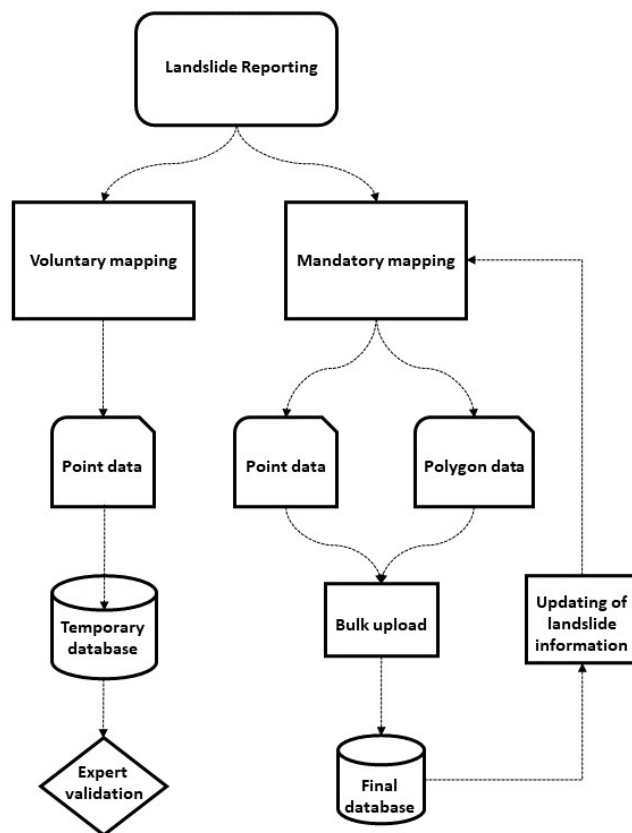 Landslide Reporting
Voluntary mapping
Mandatory mapping
Point data
Point data
Polygon data
Temporary
database
Bulk upload
Updating of
landslide
information
Expert
validation
Final
database